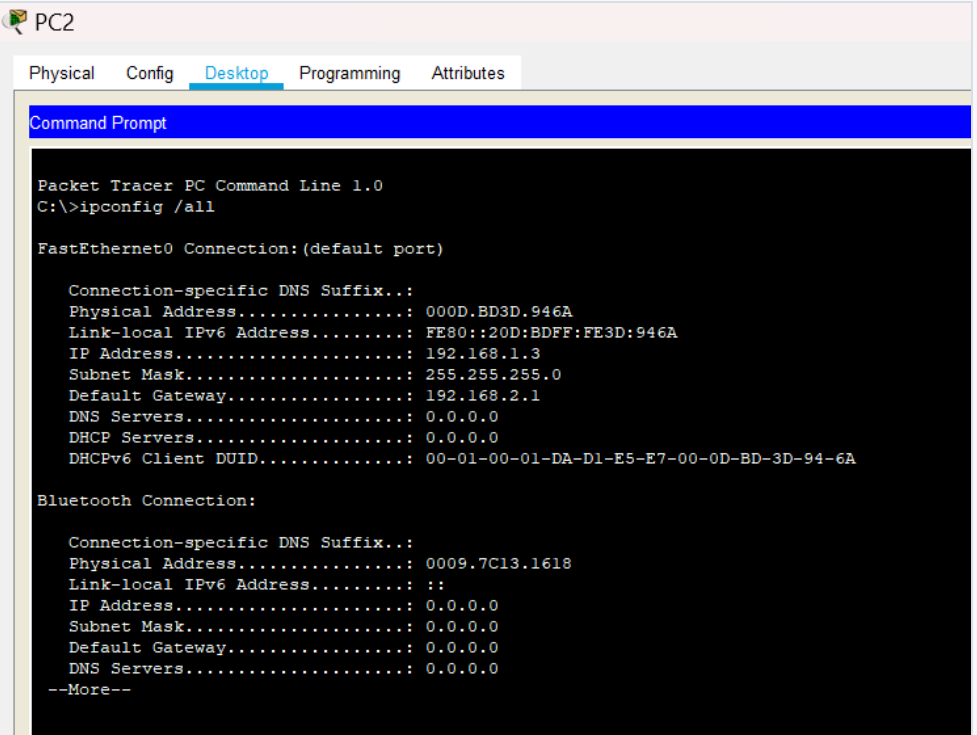 PC2
Physical Config Desktop Programming Attributes
Command Prompt
Packet Tracer PC Command Line 1.0
C:\>ipconfig /all
FastEthernet0 Connection:(default port)
Connection-specific DNS Suffix..:
Physical Address................: 000D.BD3D.946A
Link-local IPv6 Address.........: FE80::20D:BDFF:FE3D:946A
IP Address......................: 192.168.1.3
Subnet Mask.....................: 255.255.255.0
Default Gateway.................: 192.168.2.1
DNS Servers.....................: 0.0.0.0
DHCP Servers....................: 0.0.0.0
DHCPv6 Client DUID..............: 00-01-00-01-DA-D1-E5-E7-00-0D-BD-3D-94-6A
Bluetooth Connection:
Connection-specific DNS Suffix..:
Physical Address................: 0009.7C13.1618
Link-local IPv6 Address.........: ::
IP Address......................: 0.0.0.0
Subnet Mask.....................: 0.0.0.0
Default Gateway.................: 0.0.0.0
DNS Servers.....................: 0.0.0.0
--More--